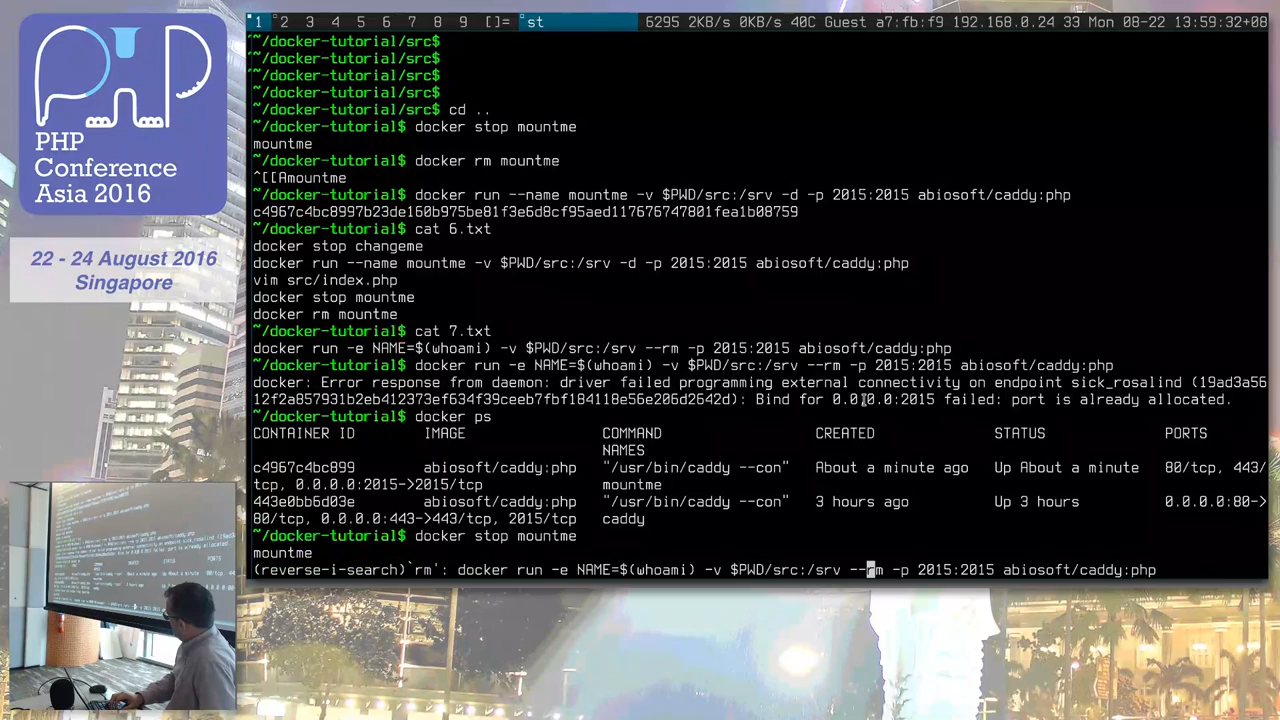 PHP
Conference
Asia 2016
22 - 24 August 2016
Singapore
1 2 3 4 5 6 7 8 9 []= st 6295 2KB/s 0KB/s 40C Guest a7:fb:f9 192.168.0.24 33 Mon 08-22 13:59:32+08
~/docker-tutorial/src$
~/docker-tutorial/src$
~/docker-tutorial/src$
~/docker-tutorial/src$
~/docker-tutorial/src$ cd ..
~/docker-tutorial$ docker stop mountme
mountme
~/docker-tutorial$ docker rm mountme
^[[Amountme
~/docker-tutorial$ docker run --name mountme -v $PWD/src:/srv -d -p 2015:2015 abiosoft/caddy:php
c4967c4bc8997b23de160b975be81f3e6d8cf95aed117676747801fea1b08759
~/docker-tutorial$ cat 6.txt
docker stop changeme
docker run --name mountme -v $PWD/src:/srv -d -p 2015:2015 abiosoft/caddy:php
vim src/index.php
docker stop mountme
docker rm mountme
~/docker-tutorial$ cat 7.txt
docker run -e NAME=$(whoami) -v $PWD/src:/srv --rm -p 2015:2015 abiosoft/caddy:php
~/docker-tutorial$ docker run -e NAME=$(whoami) -v $PWD/src:/srv --rm -p 2015:2015 abiosoft/caddy:php
docker: Error response from daemon: driver failed programming external connectivity on endpoint sick_rosalind (19ad3a56
12f2a857931b2eb412373ef634f39ceeb7fbf184118e56e206d2642d): Bind for 0.0.0.0:2015 failed: port is already allocated.
~/docker-tutorial$ docker ps
CONTAINER ID IMAGE COMMAND CREATED STATUS PORTS
NAMES
c4967c4bc899 abiosoft/caddy:php "/usr/bin/caddy --con" About a minute ago Up About a minute 80/tcp, 443/
tcp, 0.0.0.0:2015->2015/tcp mountme
443e0bb6d03e abiosoft/caddy:php "/usr/bin/caddy --con" 3 hours ago Up 3 hours 0.0.0.0:80->
80/tcp, 0.0.0.0:443->443/tcp, 2015/tcp caddy
~/docker-tutorial$ docker stop mountme
mountme
(reverse-i-search)`rm': docker run -e NAME=$(whoami) -v $PWD/src:/srv --rm -p 2015:2015 abiosoft/caddy:php